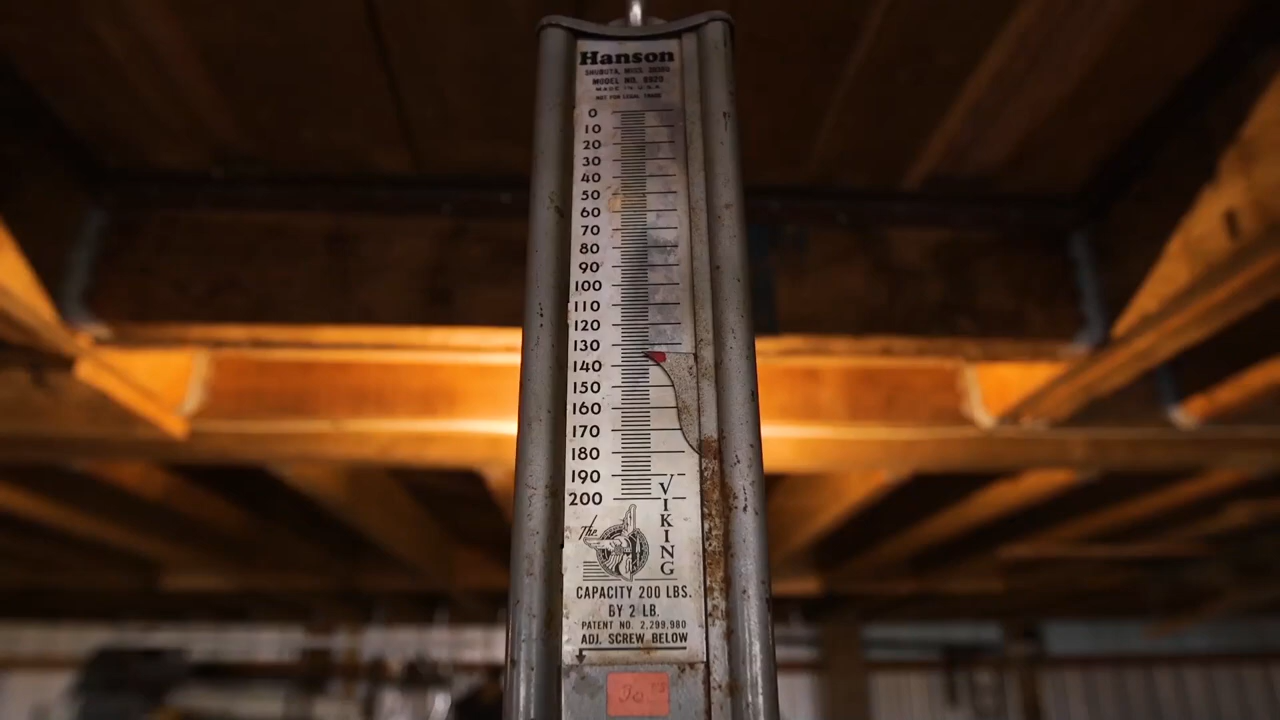 Hanson
SHUBUTA, MISS. 39360
MODEL NO. 8920
MADE IN U.S.A.
NOT FOR LEGAL TRADE
0
10
20
30
40
50
60
70
80
90
100
110
120
130
140
150
160
170
180
190
200
The
VIKING
CAPACITY 200 LBS.
BY 2 LB.
PATENT NO. 2,299,980
ADJ. SCREW BELOW